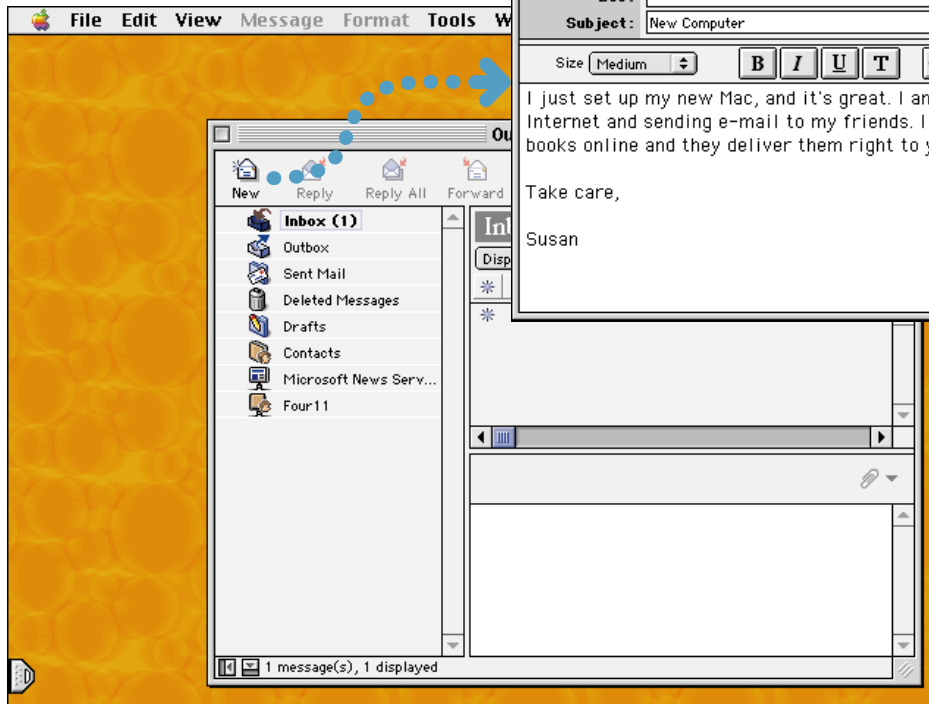 File Edit View Message Format Tools
Subject: New Computer
Size Medium B I U T
I just set up my new Mac, and it's great. I
Internet and sending e-mail to my friends. I
books online and they deliver them right to
Take care,
Susan
New Reply Reply All Forward
Inbox (1)
Outbox
Sent Mail
Deleted Messages
Drafts
Contacts
Microsoft News Serv...
Four11
1 message(s), 1 displayed